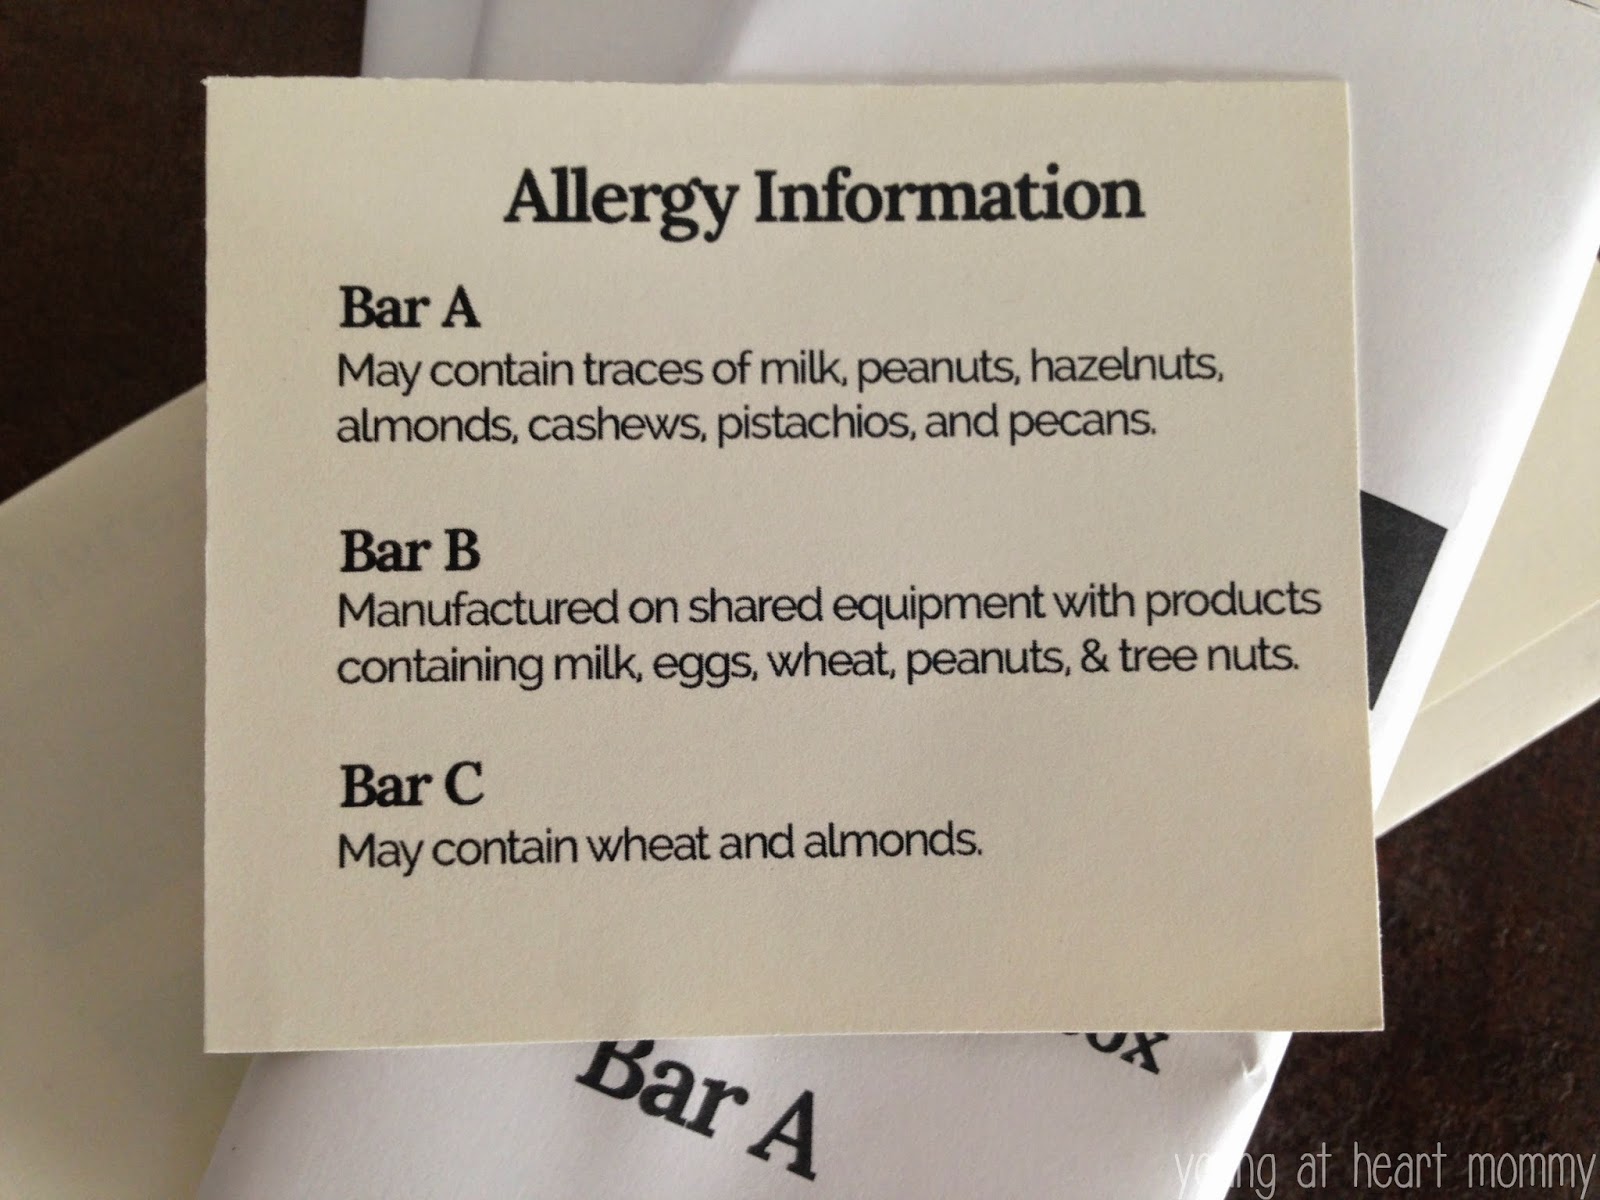 Allergy Information
Bar A
May contain traces of milk, peanuts, hazelnuts,
almonds, cashews, pistachios, and pecans.
Bar B
Manufactured on shared equipment with products
containing milk, eggs, wheat, peanuts, & tree nuts.
Bar C
May contain wheat and almonds.
Bar A
young at heart mommy